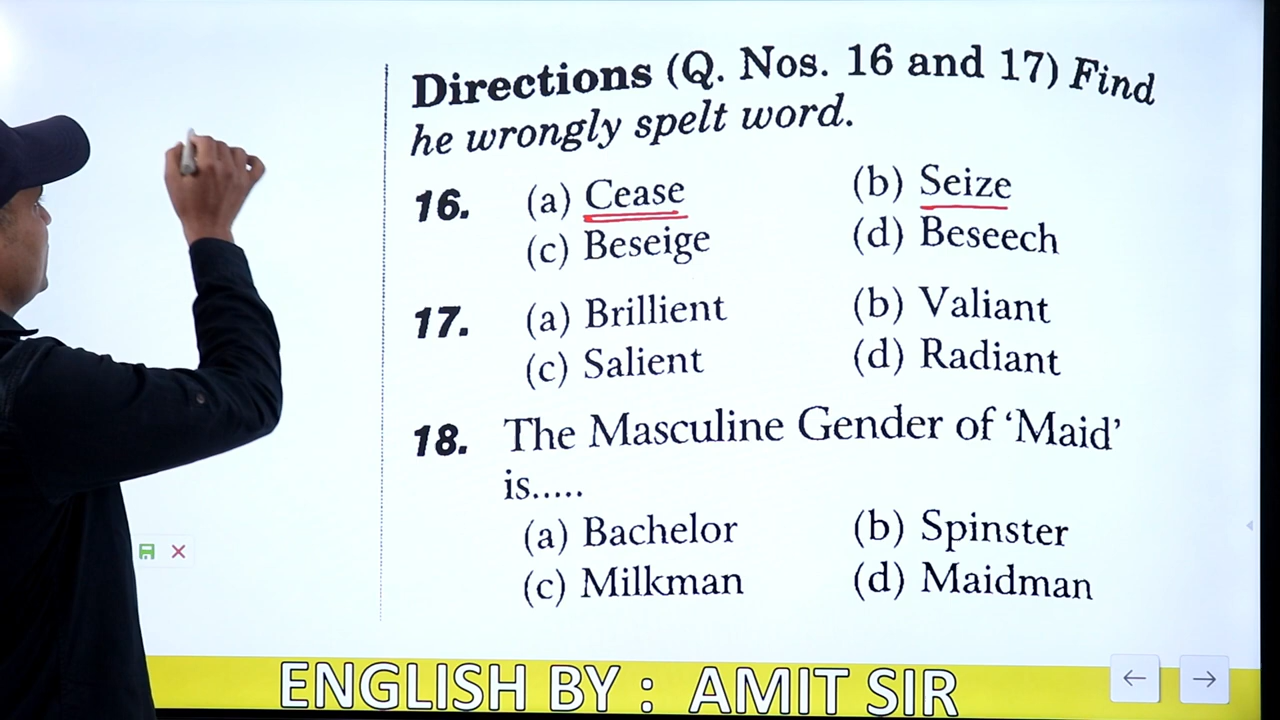 Directions (Q. Nos. 16 and 17) Find
he wrongly spelt word.
16. (a) Cease (b) Seize
(c) Beseige (d) Beseech
17. (a) Brillient (b) Valiant
(c) Salient (d) Radiant
18. The Masculine Gender of ‘Maid’
is.....
(a) Bachelor (b) Spinster
(c) Milkman (d) Maidman
ENGLISH BY : AMIT SIR